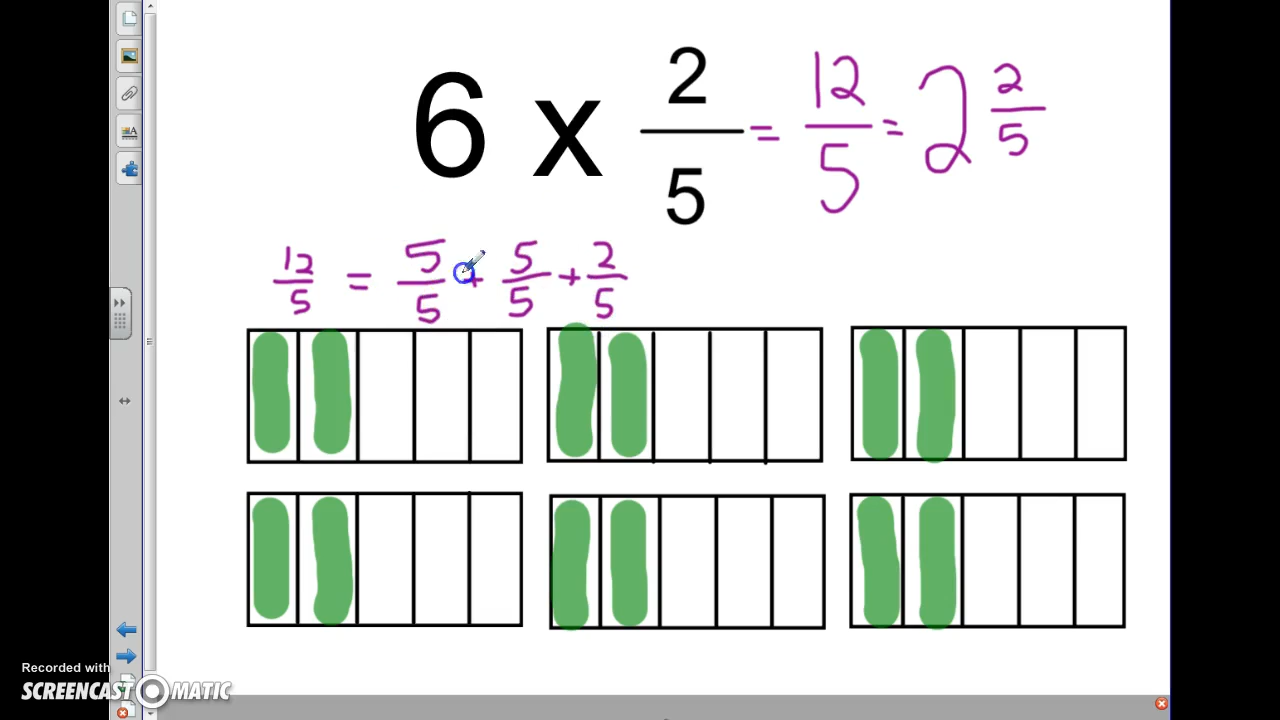 6 x 2/5 = 12/5 = 2 2/5
12/5 = 5/5 + 5/5 + 2/5
Recorded with
SCREENCAST O MATIC